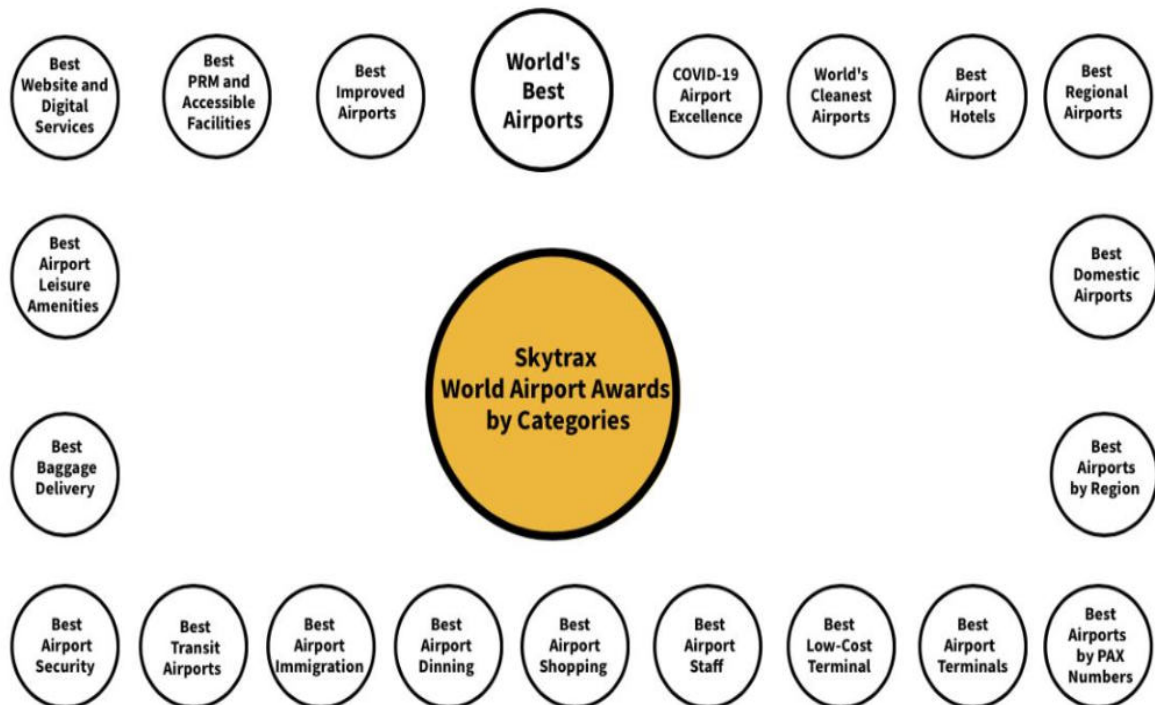 Best
Website and
Digital
Services
Best
PRM and
Accessible
Facilities
Best
Improved
Airports
World's
Best
Airports
COVID-19
Airport
Excellence
World's
Cleanest
Airports
Best
Airport
Hotels
Best
Regional
Airports
Best
Airport
Leisure
Amenities
Best
Domestic
Airports
Skytrax
World Airport Awards
by Categories
Best
Baggage
Delivery
Best
Airports
by Region
Best
Airport
Security
Best
Transit
Airports
Best
Airport
Immigration
Best
Airport
Dinning
Best
Airport
Shopping
Best
Airport
Staff
Best
Low-Cost
Terminal
Best
Airport
Terminals
Best
Airports
by PAX
Numbers